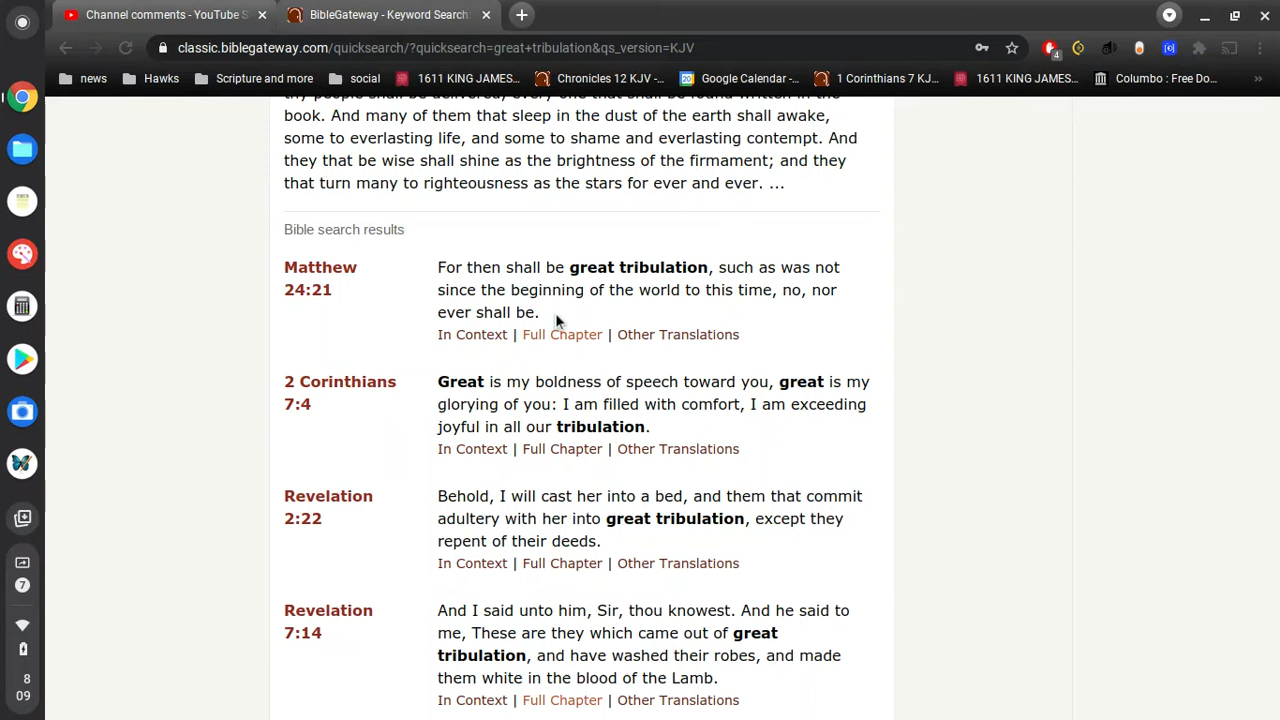 Channel comments - YouTube S
BibleGateway - Keyword Search:
classic.biblegateway.com/quicksearch/?quicksearch=great+tribulation&qs_version=KJV
4
news
Hawks
Scripture and more
social
1611 KING JAMES...
Chronicles 12 KJV -...
20
Google Calendar -...
1 Corinthians 7 KJ...
1611 KING JAMES...
Columbo : Free Do...
book. And many of them that sleep in the dust of the earth shall awake,
some to everlasting life, and some to shame and everlasting contempt. And
they that be wise shall shine as the brightness of the firmament; and they
that turn many to righteousness as the stars for ever and ever. ...
Bible search results
Matthew
24:21
For then shall be great tribulation, such as was not
since the beginning of the world to this time, no, nor
ever shall be.
In Context | Full Chapter | Other Translations
2 Corinthians
7:4
Great is my boldness of speech toward you, great is my
glorying of you: I am filled with comfort, I am exceeding
joyful in all our tribulation.
In Context | Full Chapter | Other Translations
Revelation
2:22
Behold, I will cast her into a bed, and them that commit
adultery with her into great tribulation, except they
repent of their deeds.
In Context | Full Chapter | Other Translations
Revelation
7:14
And I said unto him, Sir, thou knowest. And he said to
me, These are they which came out of great
tribulation, and have washed their robes, and made
them white in the blood of the Lamb.
In Context | Full Chapter | Other Translations
7
8
09